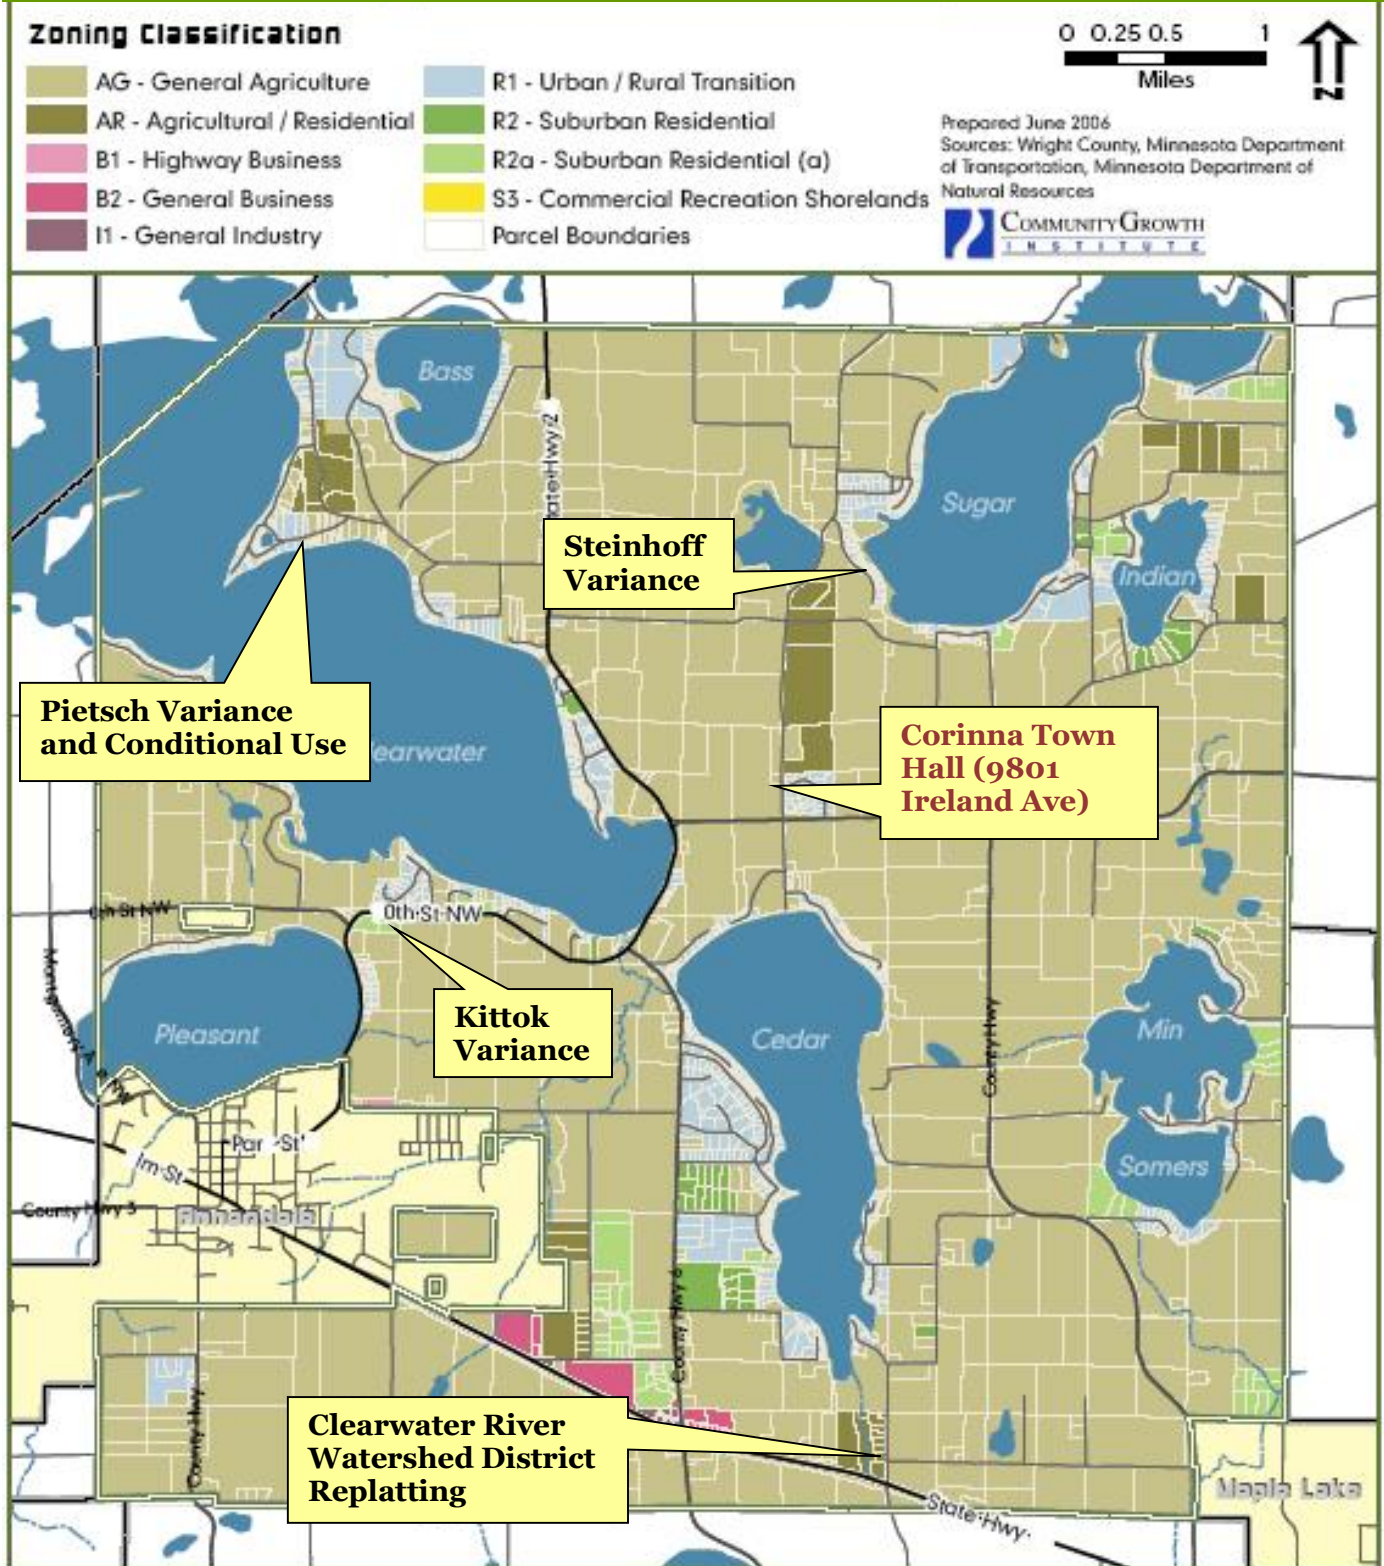 Zoning Classification
AG - General Agriculture
AR - Agricultural / Residential
B1 - Highway Business
B2 - General Business
I1 - General Industry
R1 - Urban / Rural Transition
R2 - Suburban Residential
R2a - Suburban Residential (a)
S3 - Commercial Recreation Shorelands
Parcel Boundaries
0 0.25 0.5 1
Miles
N
Prepared June 2006
Sources: Wright County, Minnesota Department
of Transportation, Minnesota Department of
Natural Resources
COMMUNITY GROWTH
INSTITUTE
Bass
ate Hwy 2
Sugar
Steinhoff
Variance
Indian
Pietsch Variance
and Conditional Use
earwater
Corinna Town
Hall (9801
Ireland Ave)
0th St NW
Kittok
Variance
Pleasant
Cedar
County Hwy
Min
Somers
County Hwy 3
Annandale
County Hwy 6
County Hwy
Clearwater River
Watershed District
Replatting
State Hwy
Maple Lake